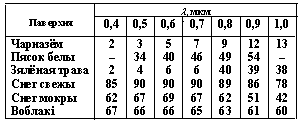 Паверхня λ, мкм
0,4 0,5 0,6 0,7 0,8 0,9 1,0
Чарназём 2 3 5 7 9 12 13
Пясок белы – 34 40 46 49 54 –
Зялёная трава 2 4 6 6 40 39 38
Снег свежы 85 90 90 90 89 86 78
Снег мокры 62 67 69 67 62 51 42
Воблакі 67 66 66 65 63 61 60